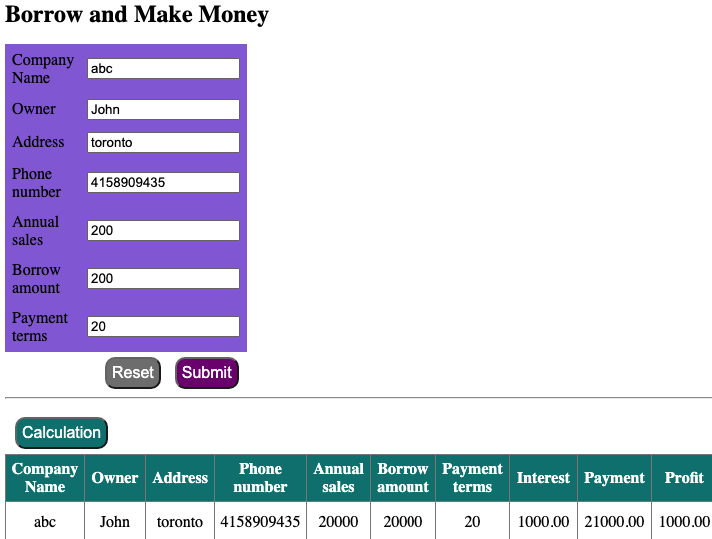 Borrow and Make Money
Company
Name
abc
Owner
John
Address
toronto
Phone
number
4158909435
Annual
sales
200
Borrow
amount
200
Payment
terms
20
Reset
Submit
Calculation
Company Name Owner Address Phone number Annual sales Borrow amount Payment terms Interest Payment Profit
abc John toronto 4158909435 20000 20000 20 1000.00 21000.00 1000.00